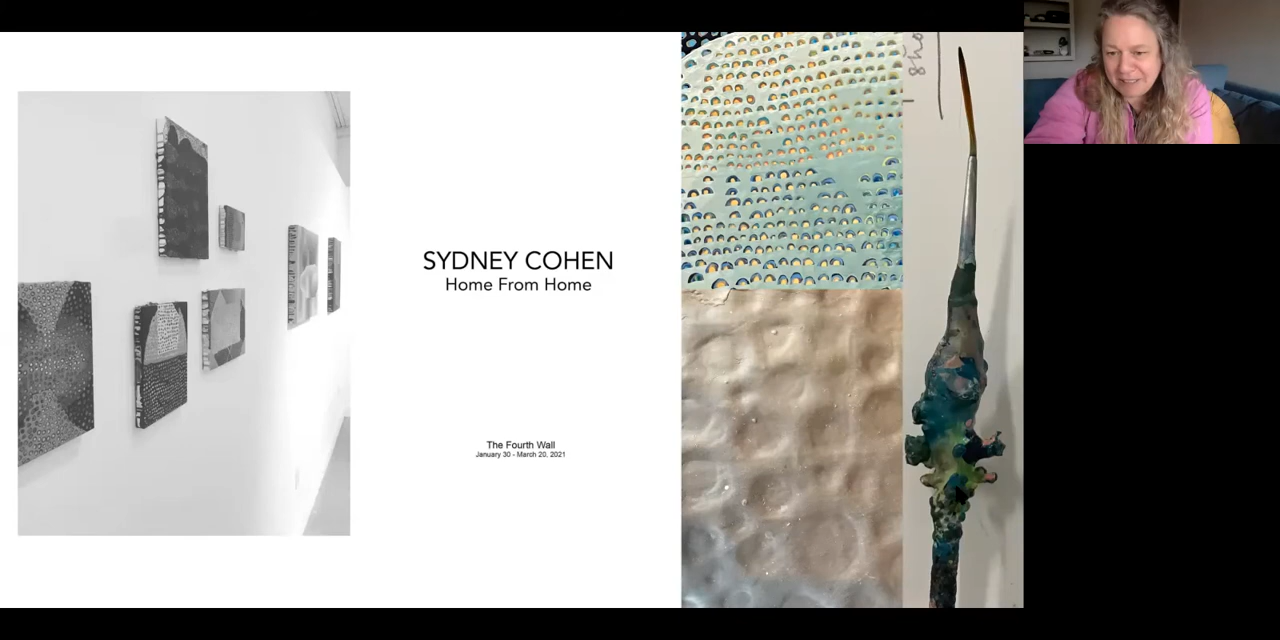 SYDNEY COHEN
Home From Home
The Fourth Wall
January 30 - March 20, 2021